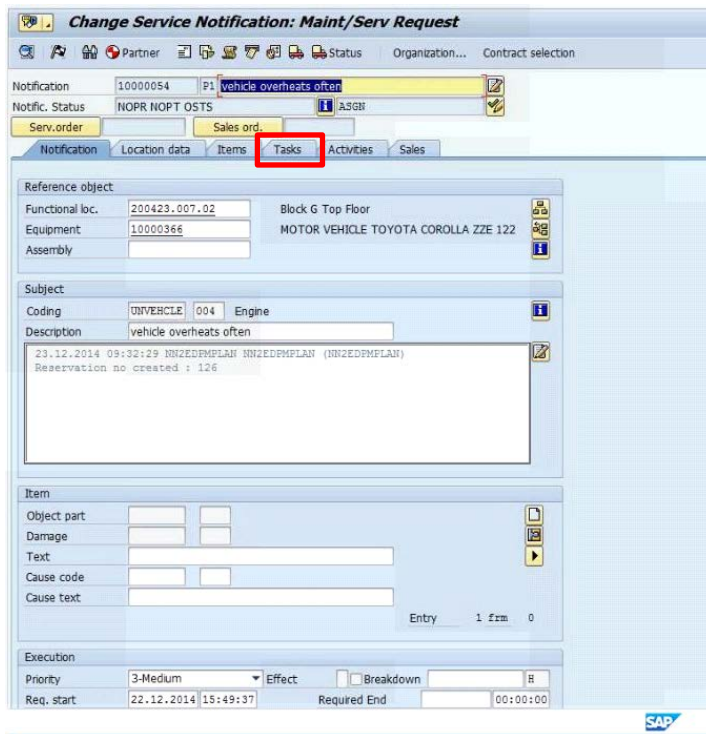 Change Service Notification: Maint/Serv Request
Partner Status Organization... Contract selection
Notification 10000054 P1 vehicle overheats often
Notific. Status NOPR NOPT OSTS ASGN
Serv.order Sales ord.
Notification Location data Items Tasks Activities Sales
Reference object
Functional loc. 200423.007.02 Block G Top Floor
Equipment 10000366 MOTOR VEHICLE TOYOTA COROLLA ZZE 122
Assembly
Subject
Coding UNVEHCLE 004 Engine
Description vehicle overheats often
23.12.2014 09:32:29 NN2EDPMPLAN NN2EDPMPLAN (NN2EDPMPLAN)
Reservation no created : 126
Item
Object part
Damage
Text
Cause code
Cause text
Entry 1 frm 0
Execution
Priority 3-Medium Effect Breakdown H
Req. start 22.12.2014 15:49:37 Required End 00:00:00
SAP